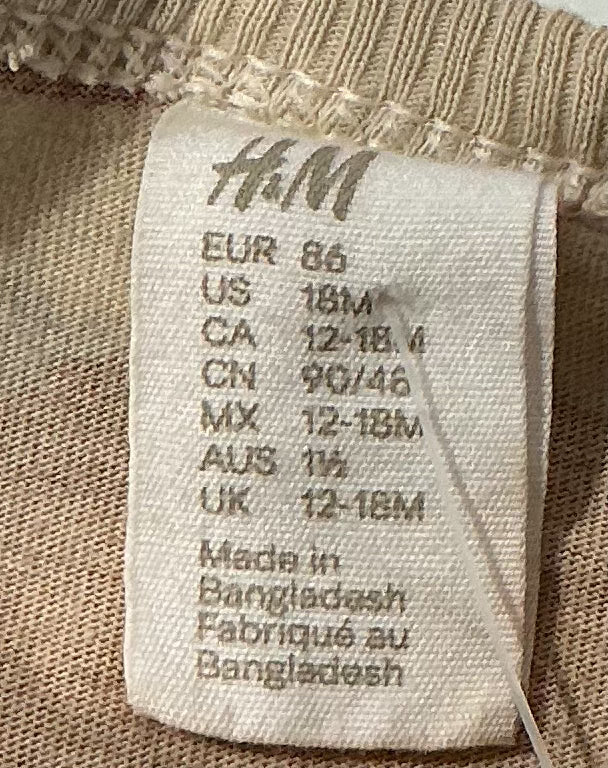 H&M
EUR 86
US 18M
CA 12-18M
CN 90/48
MX 12-18M
AUS 1½
UK 12-18M
Made in
Bangladesh
Fabriqué au
Bangladesh